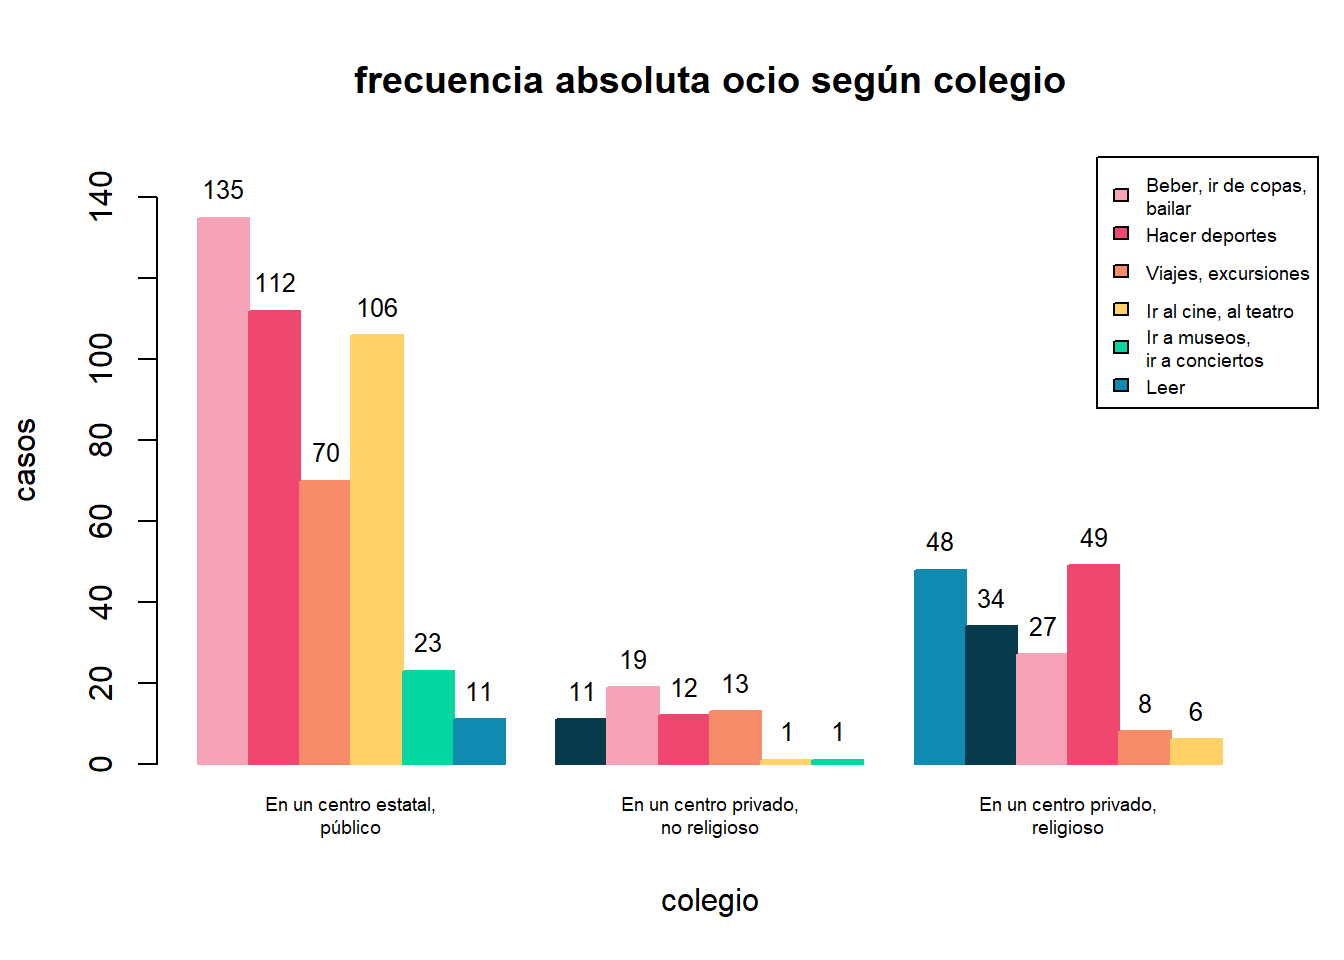 frecuencia absoluta ocio según colegio
Beber, ir de copas,
bailar
Hacer deportes
Viajes, excursiones
Ir al cine, al teatro
Ir a museos,
ir a conciertos
Leer
casos
140
100
80
60
40
20
0
135
112
70
106
23
11
11
19
12
13
1
1
48
34
27
49
8
6
En un centro estatal,
público
En un centro privado,
no religioso
En un centro privado,
religioso
colegio